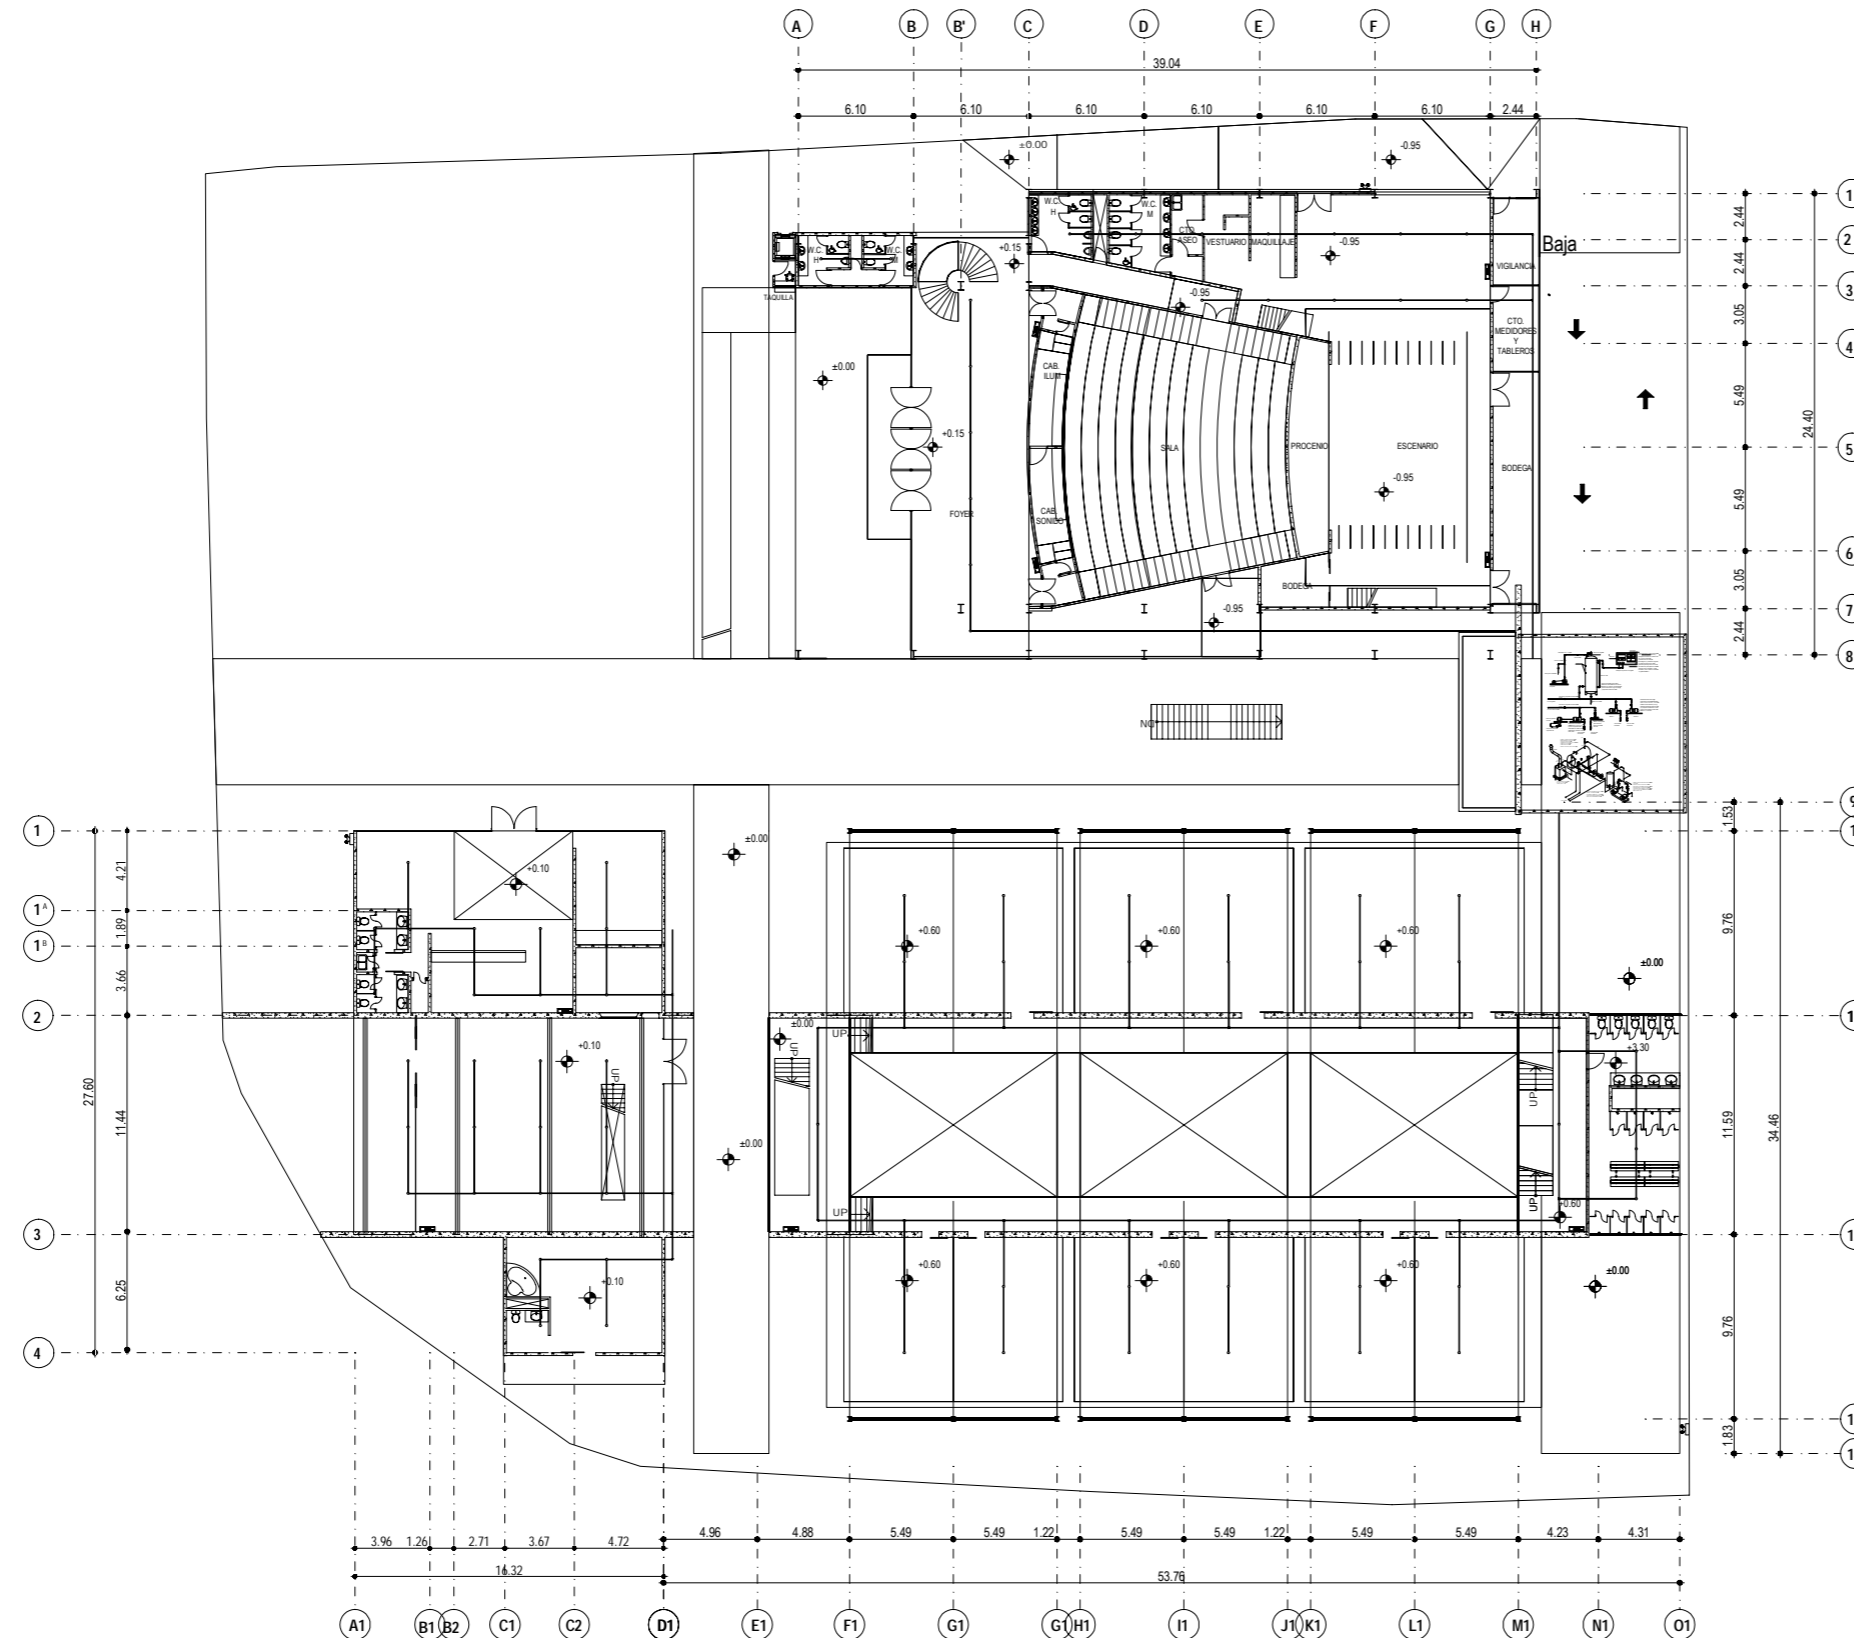 A B B' C D E F G H
39.04
6.10 6.10 6.10 6.10 6.10 6.10 2.44
±0.00 -0.95
1
W.C. H W.C. M
2.44
CTO. ASEO VESTUARIO MAQUILLAJE
+0.15 -0.95 Baja
2
W.C. H W.C. M
VIGILANCIA
2.44
TAQUILLA
-0.95
3
CTO. MEDIDORES Y TABLEROS
3.05
4
±0.00
CAB. ILUM
5.49
24.40
+0.15
SALA PROCENIO ESCENARIO
5
BODEGA
-0.95
5.49
FOYER
CAB. SONIDO
6
BODEGA
3.05
-0.95
7
2.44
8
DN
9
1.53
1 1
4.21
±0.00
+0.10
9.76
1A
1.89
+0.60 +0.60 +0.60
1B
±0.00
3.66
2 1
±0.00
UP UP
+0.10
+3.30
UP
UP
27.60
11.44
11.59
34.46
±0.00
UP
UP
+0.60
3 1
+0.60 +0.60 +0.60
±0.00
+0.10
6.25
9.76
4
1
1.83
1
3.96 1.26 2.71 3.67 4.72 4.96 4.88 5.49 5.49 1.22 5.49 5.49 1.22 5.49 5.49 4.23 4.31
16.32 53.76
A1 B1 B2 C1 C2 D1 E1 F1 G1 G1 H1 I1 J1 K1 L1 M1 N1 O1